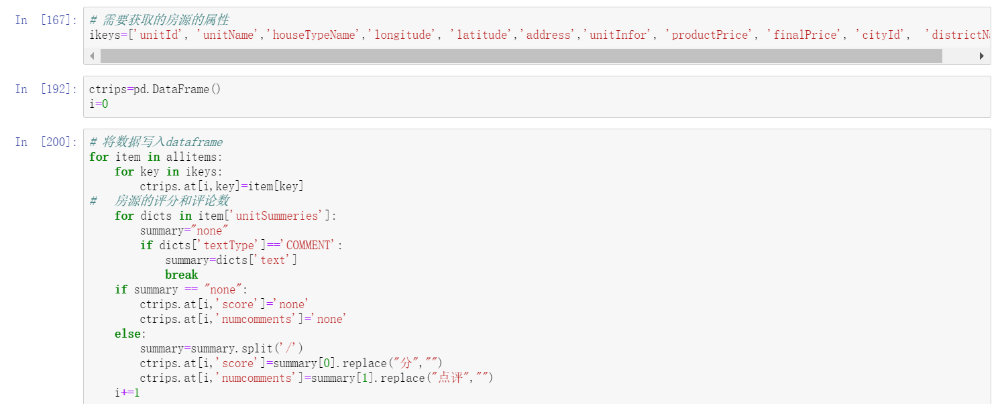 In [167]: # 需要获取的房源的属性
ikeys=['unitId', 'unitName','houseTypeName','longitude', 'latitude','address','unitInfor', 'productPrice', 'finalPrice', 'cityId', 'districtNa
In [192]: ctrips=pd.DataFrame()
i=0
In [200]: # 将数据写入dataframe
for item in allitems:
    for key in ikeys:
        ctrips.at[i,key]=item[key]
#   房源的评分和评论数
    for dicts in item['unitSummeries']:
        summary="none"
        if dicts['textType']=='COMMENT':
            summary=dicts['text']
            break
    if summary == "none":
        ctrips.at[i,'score']='none'
        ctrips.at[i,'numcomments']='none'
    else:
        summary=summary.split('/')
        ctrips.at[i,'score']=summary[0].replace("分","")
        ctrips.at[i,'numcomments']=summary[1].replace("点评","")
    i+=1